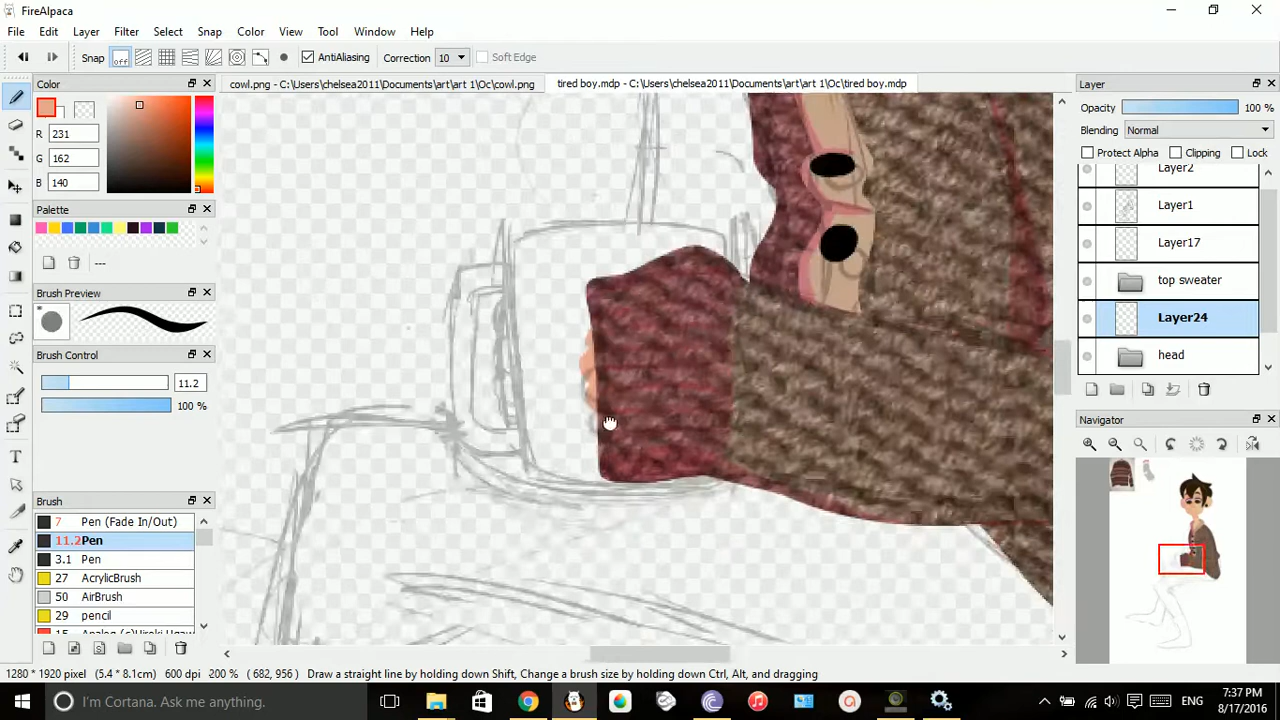 FireAlpaca
File Edit Layer Filter Select Snap Color View Tool Window Help
Snap off AntiAliasing Correction 10 Soft Edge
Color
cowl.png - C:\Users\chelsea2011\Documents\art\art 1\Oc\cowl.png
tired boy.mdp - C:\Users\chelsea2011\Documents\art\art 1\Oc\tired boy.mdp
Layer
R 231
G 162
B 140
Opacity 100 %
Blending Normal
Protect Alpha Clipping Lock
Layer2
Layer1
Layer17
top sweater
Layer24
head
Palette
---
Brush Preview
Brush Control
11.2
100 %
Navigator
Brush
7 Pen (Fade In/Out)
11.2 Pen
3.1 Pen
27 AcrylicBrush
50 AirBrush
29 pencil
1280 * 1920 pixel (5.4 * 8.1cm) 600 dpi 200 % (682, 956) Draw a straight line by holding down Shift, Change a brush size by holding down Ctrl, Alt, and dragging
I'm Cortana. Ask me anything.
ENG
7:37 PM
8/17/2016